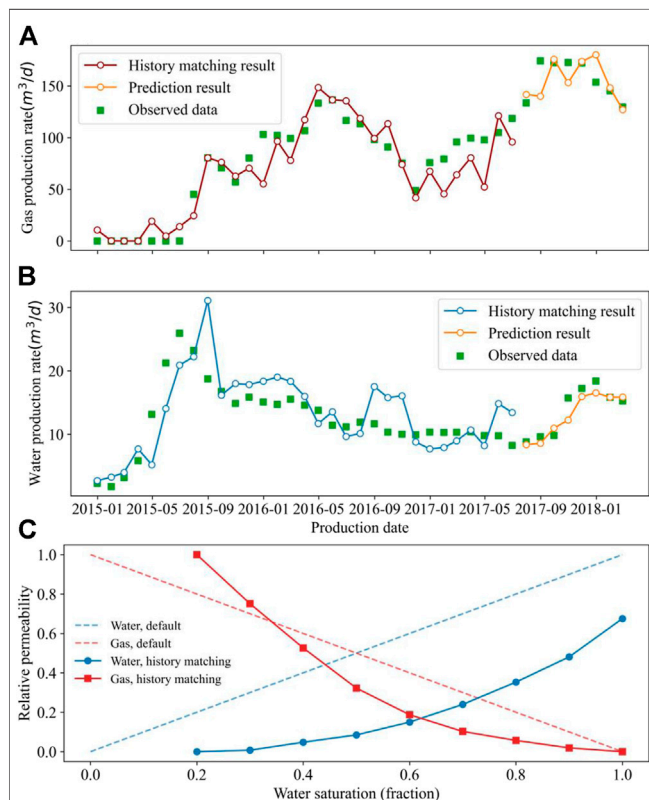 A
Gas production rate(m³/d)
150
100
50
0
History matching result
Prediction result
Observed data
B
Water production rate(m³/d)
30
20
10
History matching result
Prediction result
Observed data
2015-01 2015-05 2015-09 2016-01 2016-05 2016-09 2017-01 2017-05 2017-09 2018-01
Production date
C
Relative permeability
1.0
0.8
0.6
0.4
0.2
0.0
Water, default
Gas, default
Water, history matching
Gas, history matching
0.0 0.2 0.4 0.6 0.8 1.0
Water saturation (fraction)